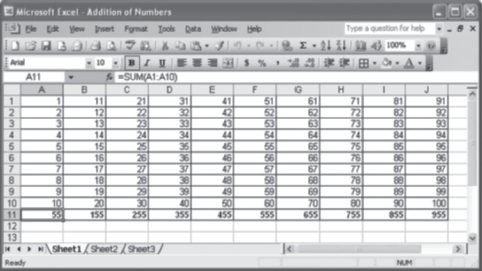 Microsoft Excel - Addition of Numbers
File Edit View Insert Format Tools Data Window Help Type a question for help
100%
Arial 10 B I U $ % ,
A11 fx =SUM(A1:A10)
A B C D E F G H I J
1 1 11 21 31 41 51 61 71 81 91
2 2 12 22 32 42 52 62 72 82 92
3 3 13 23 33 43 53 63 73 83 93
4 4 14 24 34 44 54 64 74 84 94
5 5 15 25 35 45 55 65 75 85 95
6 6 16 26 36 46 56 66 76 86 96
7 7 17 27 37 47 57 67 77 87 97
8 8 18 28 38 48 58 68 78 88 98
9 9 19 29 39 49 59 69 79 89 99
10 10 20 30 40 50 60 70 80 90 100
11 55 155 255 355 455 555 655 755 855 955
12
13
Sheet1 / Sheet2 / Sheet3 /
Ready NUM